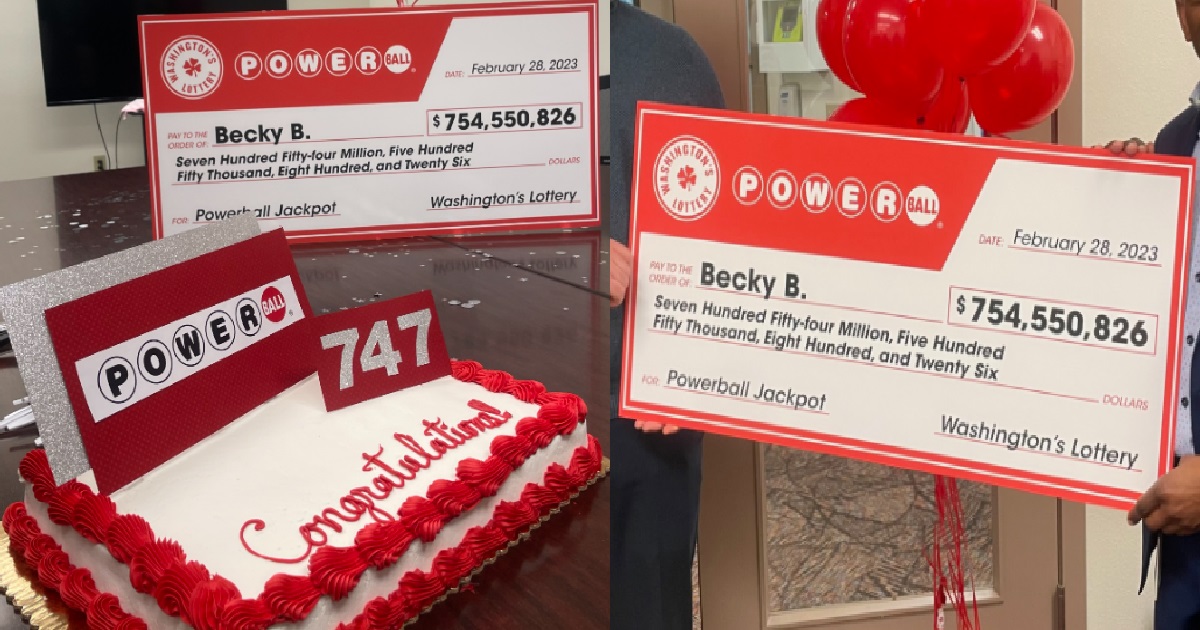 WASHINGTON'S LOTTERY
POWERBALL
DATE: February 28, 2023
$754,550,826
PAY TO THE
ORDER OF: Becky B.
Seven Hundred Fifty-four Million, Five Hundred
Fifty Thousand, Eight Hundred, and Twenty Six
DOLLARS
FOR: Powerball Jackpot
Washington's Lottery
POWERBALL
747
Congratulations!
WASHINGTON'S LOTTERY
POWERBALL
DATE: February 28, 2023
PAY TO THE
ORDER OF: Becky B.
$754,550,826
Seven Hundred Fifty-four Million, Five Hundred
Fifty Thousand, Eight Hundred, and Twenty Six
DOLLARS
FOR: Powerball Jackpot
Washington's Lottery